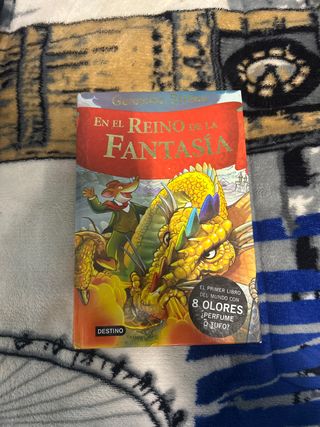 Geronimo Stilton
EN EL REINO DE LA
FANTASÍA
EL PRIMER LIBRO
DEL MUNDO CON
8 OLORES
¿PERFUME
O TUFO?
DESTINO